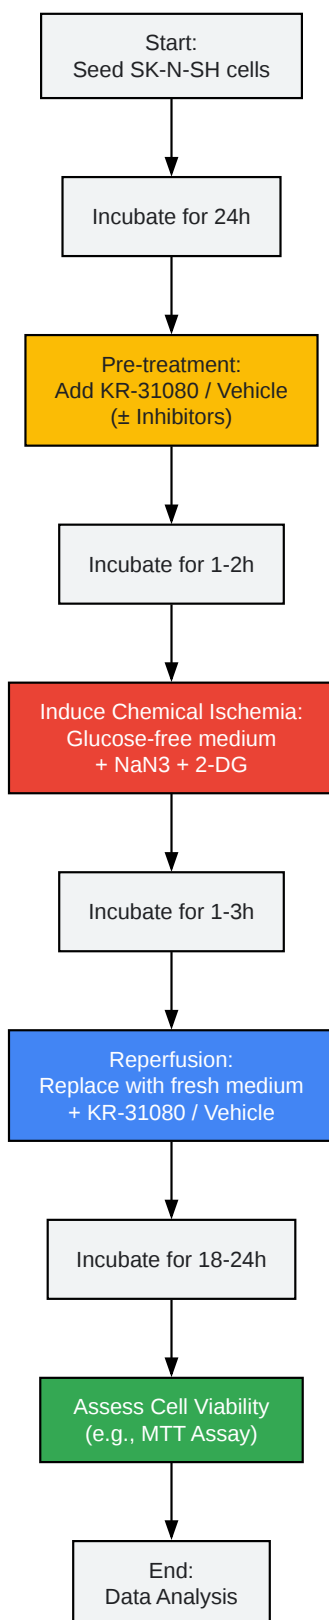 Start:
Seed SK-N-SH cells
Incubate for 24h
Pre-treatment:
Add KR-31080 / Vehicle
(± Inhibitors)
Incubate for 1-2h
Induce Chemical Ischemia:
Glucose-free medium
+ NaN3 + 2-DG
Incubate for 1-3h
Reperfusion:
Replace with fresh medium
+ KR-31080 / Vehicle
Incubate for 18-24h
Assess Cell Viability
(e.g., MTT Assay)
End:
Data Analysis